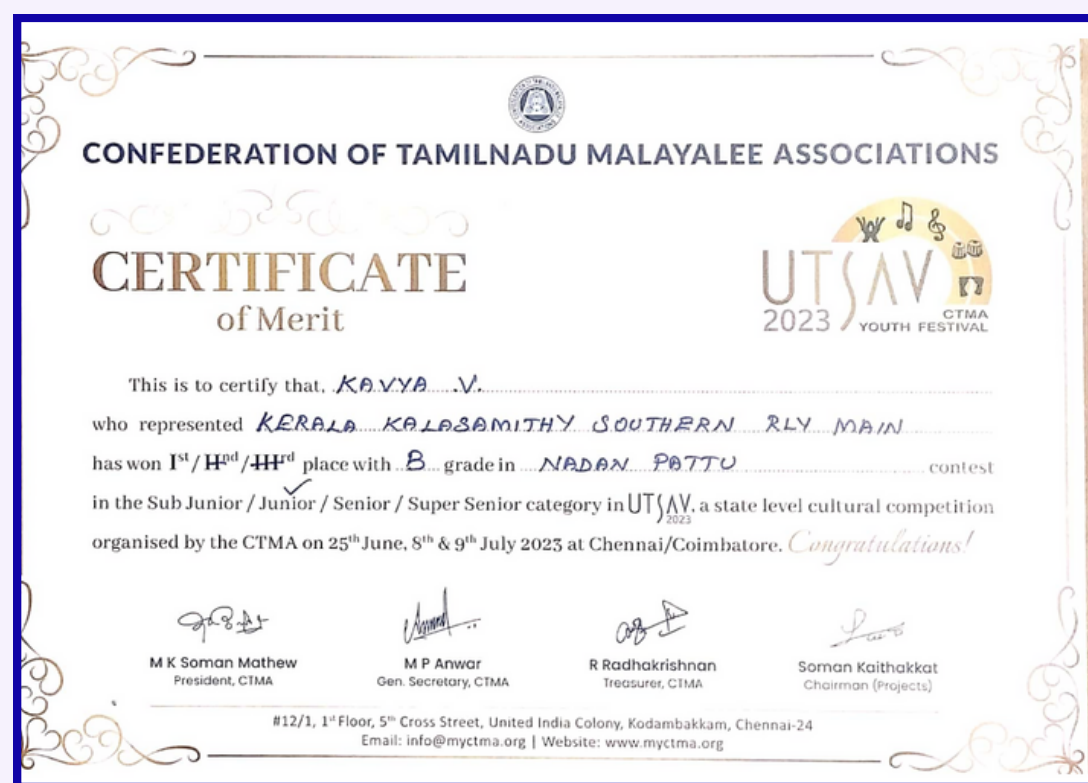 CONFEDERATION OF TAMILNADU MALAYALEE ASSOCIATIONS
CERTIFICATE
of Merit
UTSAV
2023
CTMA
YOUTH FESTIVAL
This is to certify that, KAVYA V.
who represented KERALA KALASAMITHY SOUTHERN RLY MAIN
has won Ist / IInd / IIIrd place with B grade in NADAN PATTU contest
in the Sub Junior / Junior / Senior / Super Senior category in UTSAV 2023, a state level cultural competition
organised by the CTMA on 25th June, 8th & 9th July 2023 at Chennai/Coimbatore. Congratulations!
M K Soman Mathew
President, CTMA
M P Anwar
Gen. Secretary, CTMA
R Radhakrishnan
Treasurer, CTMA
Soman Kaithakkat
Chairman (Projects)
#12/1, 1st Floor, 5th Cross Street, United India Colony, Kodambakkam, Chennai-24
Email: info@myctma.org | Website: www.myctma.org